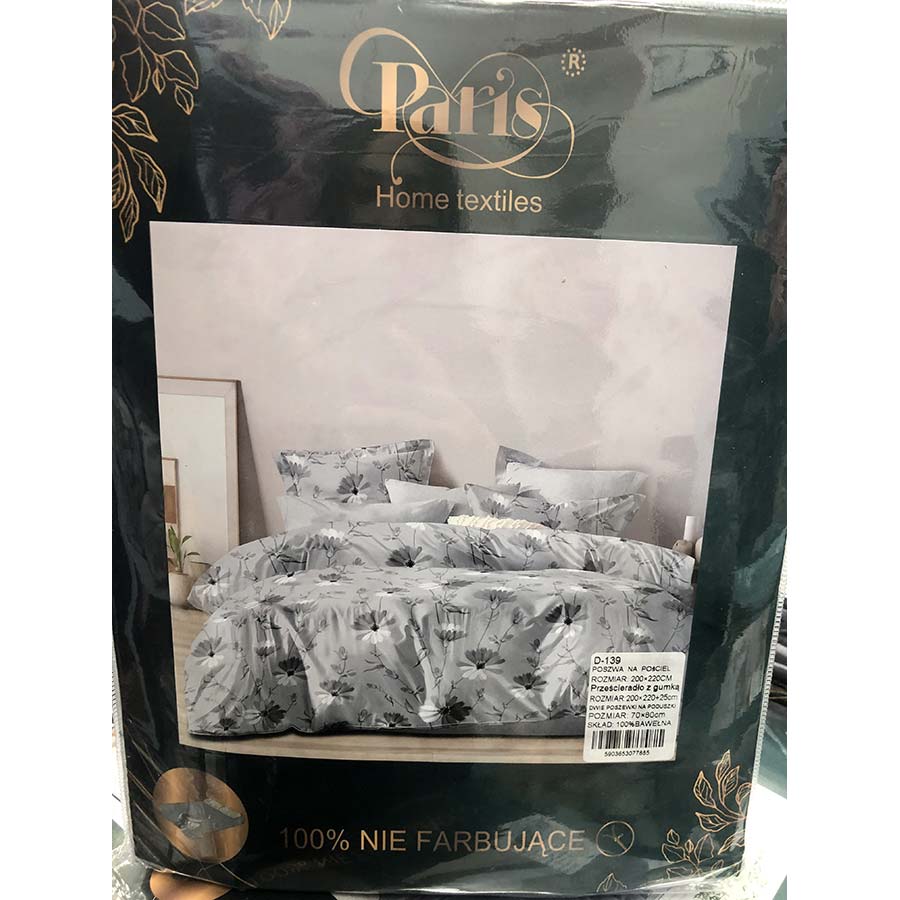 Paris
®
Home textiles
D-139
POSZWA NA POŚCIEL
ROZMIAR: 200×220CM
Prześcieradło z gumką
ROZMIAR:200×220+25cm
DWIE POSZEWKI NA PODUSZKI
POZMIAR: 70×80cm
SKŁAD: 100%BAWEŁNA
5903653077885
100% NIE FARBUJĄCE